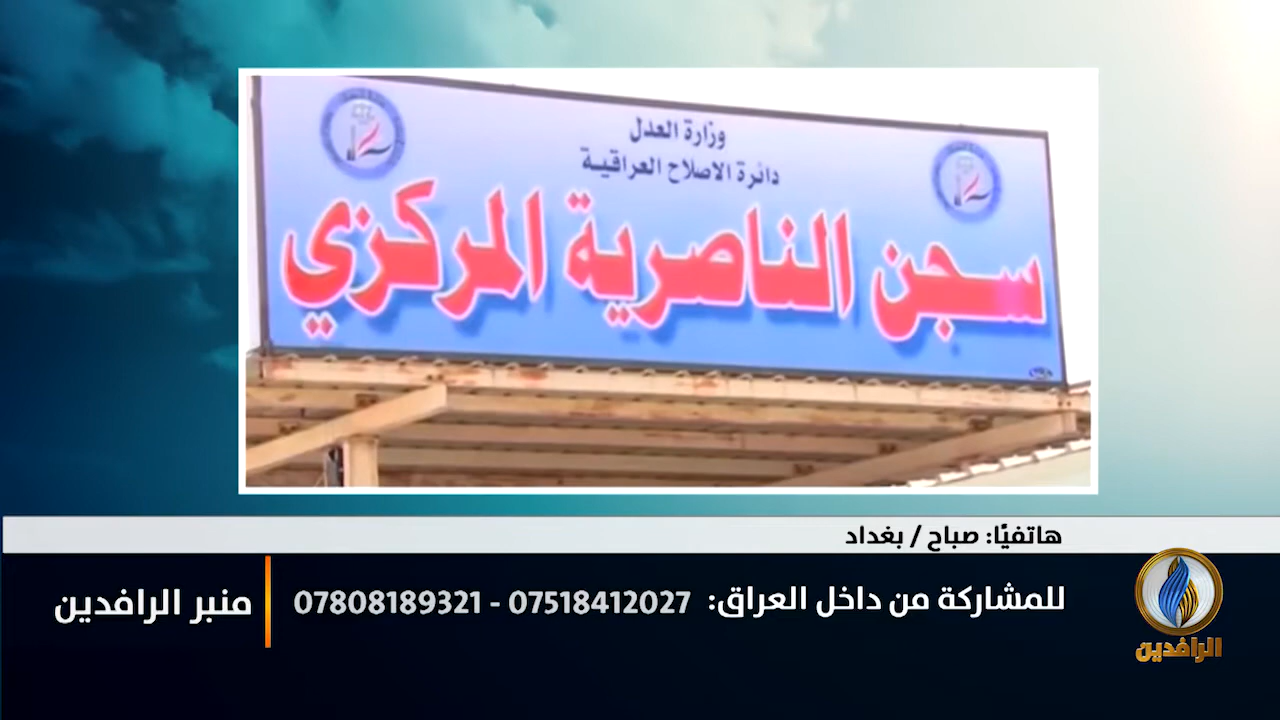 وزارة العدل
دائرة الاصلاح العراقية
سجن الناصرية المركزي
هاتفيًا: صباح / بغداد
للمشاركة من داخل العراق: 07518412027 - 07808189321
منبر الرافدين
الرافدين